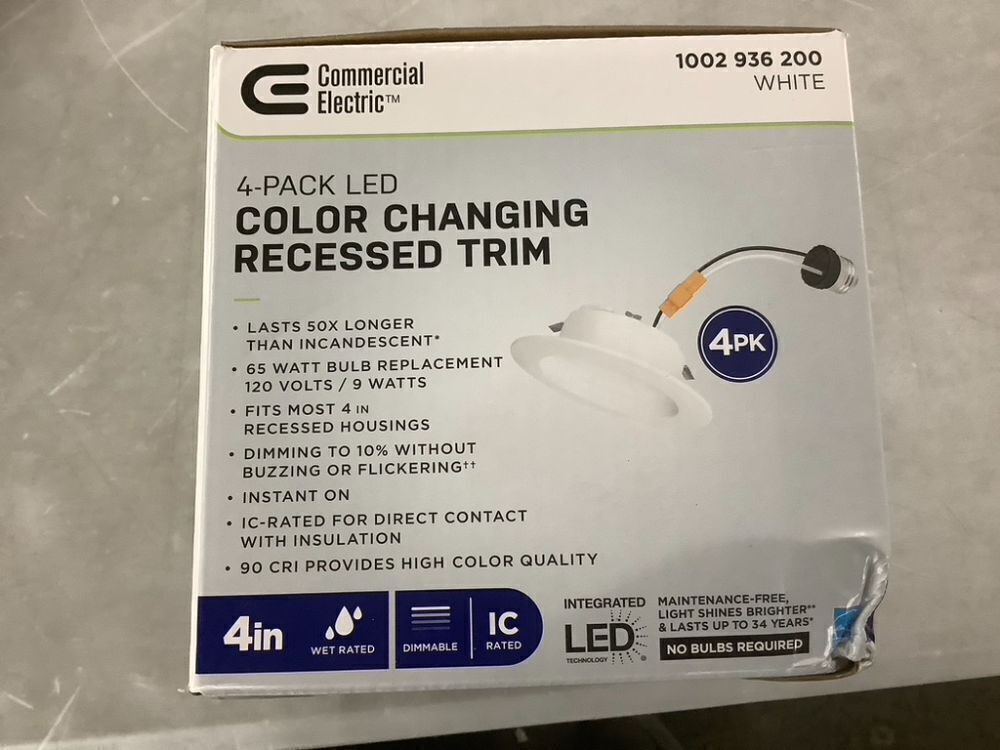 Commercial
Electric™
1002 936 200
WHITE
4-PACK LED
COLOR CHANGING
RECESSED TRIM
• LASTS 50X LONGER
THAN INCANDESCENT*
• 65 WATT BULB REPLACEMENT
120 VOLTS / 9 WATTS
• FITS MOST 4 IN
RECESSED HOUSINGS
• DIMMING TO 10% WITHOUT
BUZZING OR FLICKERING††
• INSTANT ON
• IC-RATED FOR DIRECT CONTACT
WITH INSULATION
• 90 CRI PROVIDES HIGH COLOR QUALITY
4PK
4in
WET RATED
DIMMABLE
IC
RATED
INTEGRATED
LED
TECHNOLOGY
MAINTENANCE-FREE,
LIGHT SHINES BRIGHTER**
& LASTS UP TO 34 YEARS*
NO BULBS REQUIRED